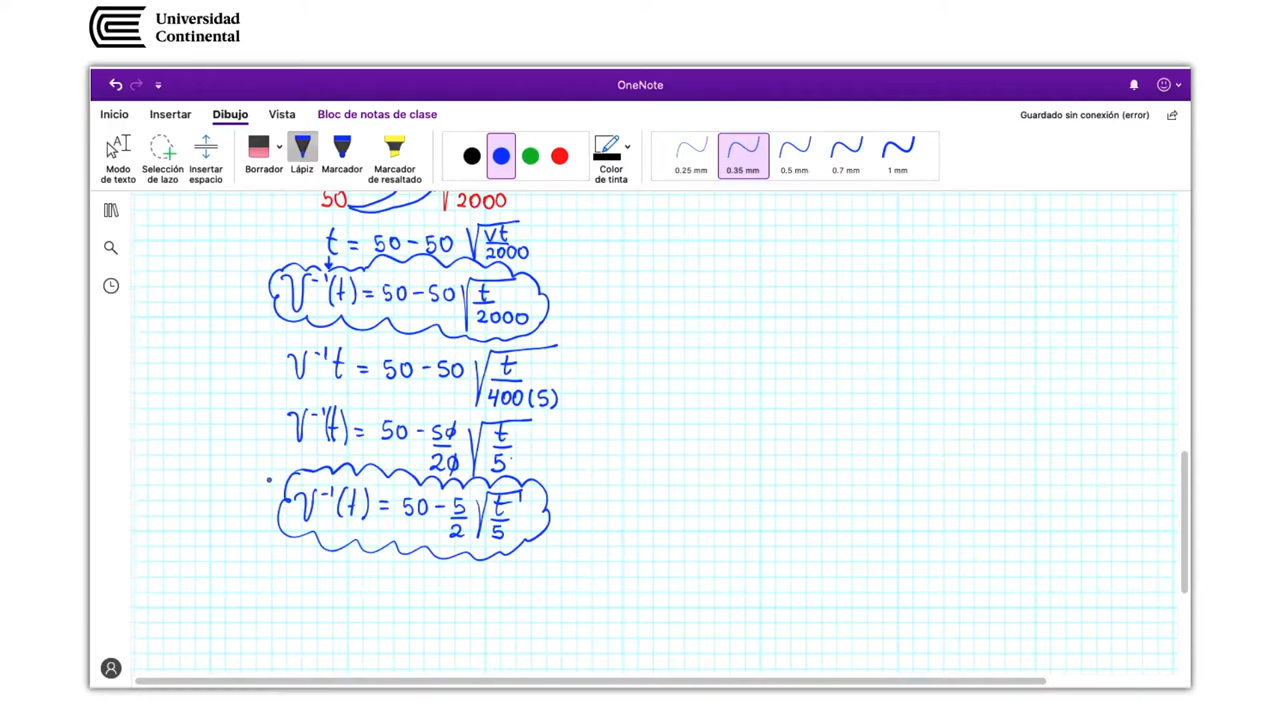 Universidad
Continental
OneNote
Inicio Insertar Dibujo Vista Bloc de notas de clase
Guardado sin conexión (error)
Modo de texto Selección de lazo Insertar espacio Borrador Lápiz Marcador Marcador de resaltado Color de tinta 0.25 mm 0.35 mm 0.5 mm 0.7 mm 1 mm
50 √2000
t = 50 - 50 √(Vt/2000)
V⁻¹(t) = 50 - 50 √(t/2000)
V⁻¹t = 50 - 50 √(t/400(5))
V⁻¹(t) = 50 - 50/20 √(t/5)
V⁻¹(t) = 50 - 5/2 √(t/5)